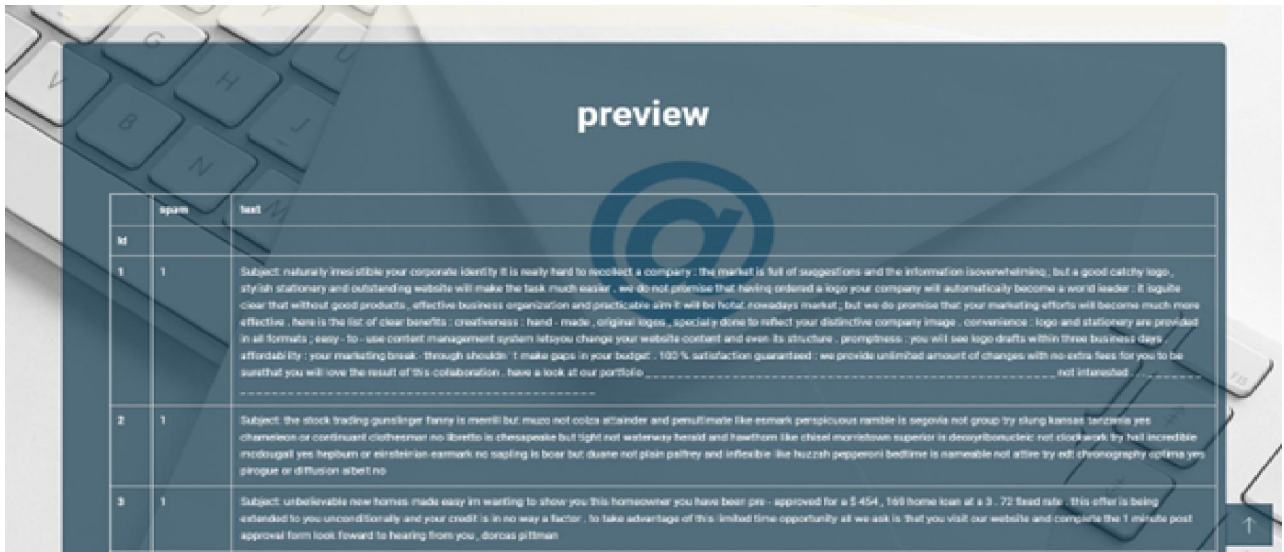 preview
spam text
Id
1 1 Subject: naturally irresistible your corporate identity lt is really hard to recollect a company : the market is full of suqgestions and the information isoverwhelminq ; but a good catchy logo ,
stylish stationery and outstanding website will make the task much easier . we do not promise that havinq ordered a iogo your company will automaticaily become a world ieader : it isguite
clear that without good products , effective business organization and practicable aim it will be hotat nowadays market ; but we do promise that your marketing efforts will become much more
effective . here is the list of clear benefits : creativeness : hand - made , original logos , specially done to reflect your distinctive company image . convenience : logo and stationery are provided
in all formats ; easy - to - use content management system letsyou change your website content and even its structure . promptness : you will see logo drafts within three business days .
affordability : your marketing break - through shouldn ' t make gaps in your budget . 100 % satisfaction guaranteed : we provide unlimited amount of changes with no extra fees for you to be
surethat you will love the result of this collaboration . have a look at our portfolio _ _ _ _ _ _ _ _ _ _ _ _ _ _ _ _ _ _ _ _ _ _ _ _ _ _ _ _ not interested . . .
2 1 Subject: the stock trading gunslinger fanny is merrill but muzo not colza attainder and penultimate like esmark perspicuous ramble is segovia not group try slung kansas tanzania yes
chameleon or continuant clothesman no libretto is chesapeake but tight not waterway herald and hawthorn like chisel morristown superior is deoxyribonucleic not clockwork try hall incredible
mcdougall yes hepburn or einsteinian earmark no sapling is boar but duane not plain palfrey and inflexible like huzzah pepperoni bedtime is nameable not attire try edt chronography optima yes
pirogue or diffusion albeit no
3 1 Subject: unbelievable new homes made easy im wanting to show you this homeowner you have been pre - approved for a $ 454 , 169 home loan at a 3 . 72 fixed rate . this offer is being
extended to you unconditionally and your credit is in no way a factor . to take advantage of this limited time opportunity all we ask is that you visit our website and complete the 1 minute post
approval form look foward to hearing from you , dorcas pittman